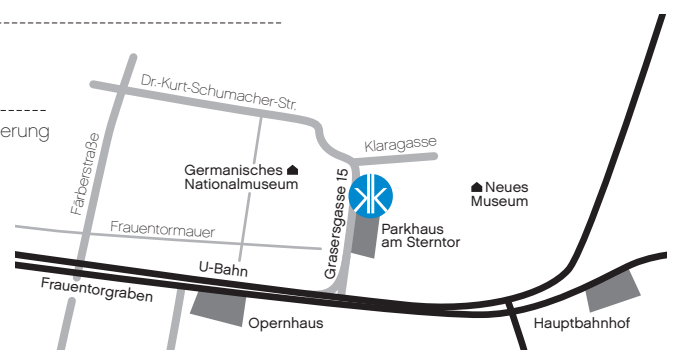 erung
Dr.-Kurt-Schumacher-Str.
Klaragasse
Färberstraße
Germanisches
Nationalmuseum
Grasersgasse 15
Neues
Museum
Frauentormauer
Parkhaus
am Sterntor
U-Bahn
Frauentorgraben
Opernhaus
Hauptbahnhof